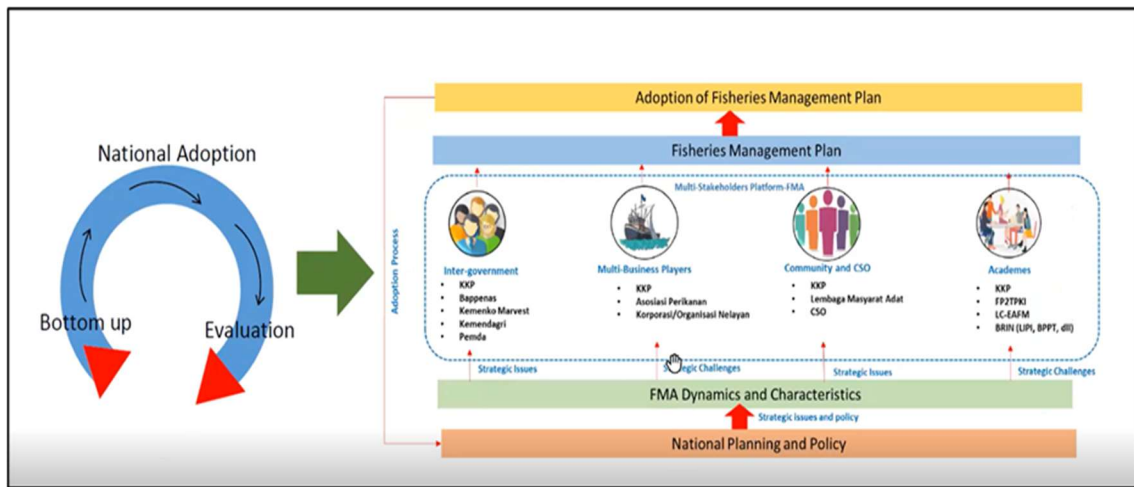 National Adoption
Bottom up
Evaluation
Adoption of Fisheries Management Plan
Fisheries Management Plan
Adoption Process
Multi-Stakeholders Platform-FMA
Inter-government
• KKP
• Bappenas
• Kemenko Marvest
• Kemendagri
• Pemda
Multi-Business Players
• KKP
• Asosiasi Perikanan
• Korporasi/Organisasi Nelayan
Community and CSO
• KKP
• Lembaga Masyarat Adat
• CSO
Academes
• KKP
• FP2TPKI
• LC-EAFM
• BRIN (LIPI, BPPT, dll)
Strategic Issues
Strategic Challenges
Strategic Issues
Strategic Challenges
FMA Dynamics and Characteristics
Strategic issues and policy
National Planning and Policy